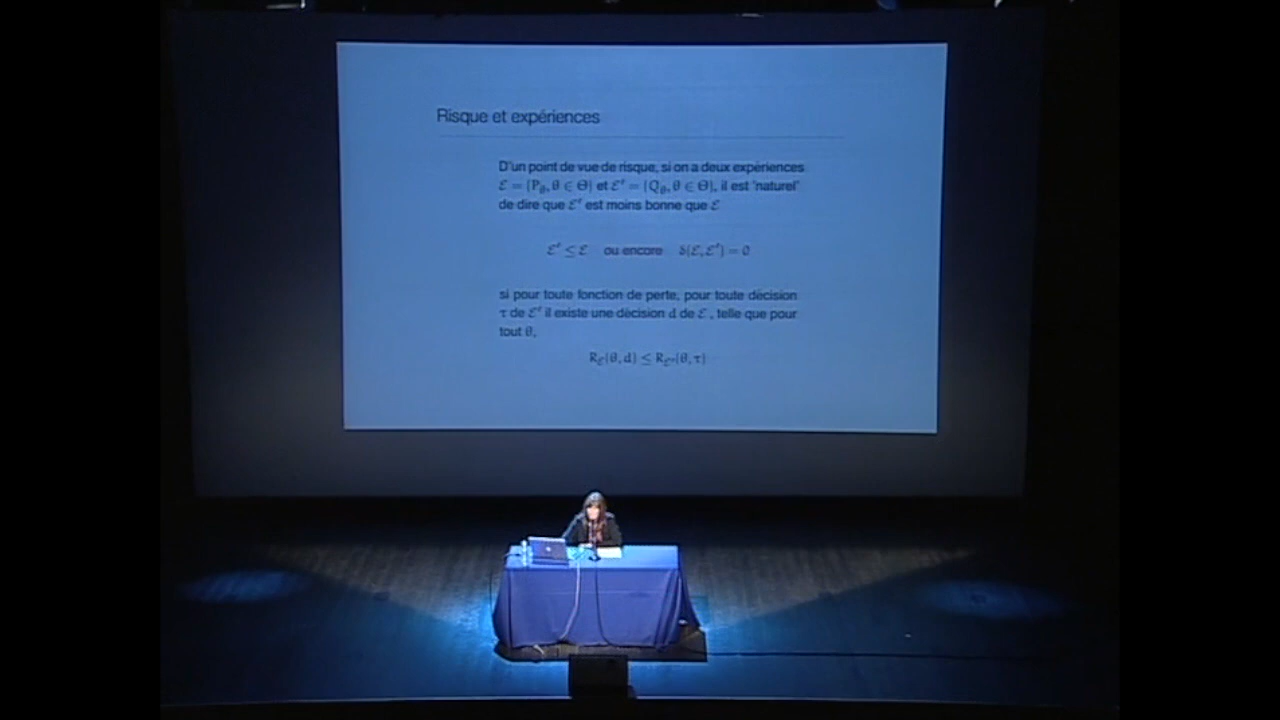 Risque et expériences
D'un point de vue de risque, si on a deux expériences
ℰ = {P_θ, θ ∈ Θ} et ℰ' = {Q_θ, θ ∈ Θ}, il est 'naturel'
de dire que ℰ' est moins bonne que ℰ
ℰ' ≤ ℰ ou encore δ(ℰ, ℰ') = 0
si pour toute fonction de perte, pour toute décision
τ de ℰ' il existe une décision d de ℰ, telle que pour
tout θ,
R_ℰ(θ, d) ≤ R_ℰ'(θ, τ)